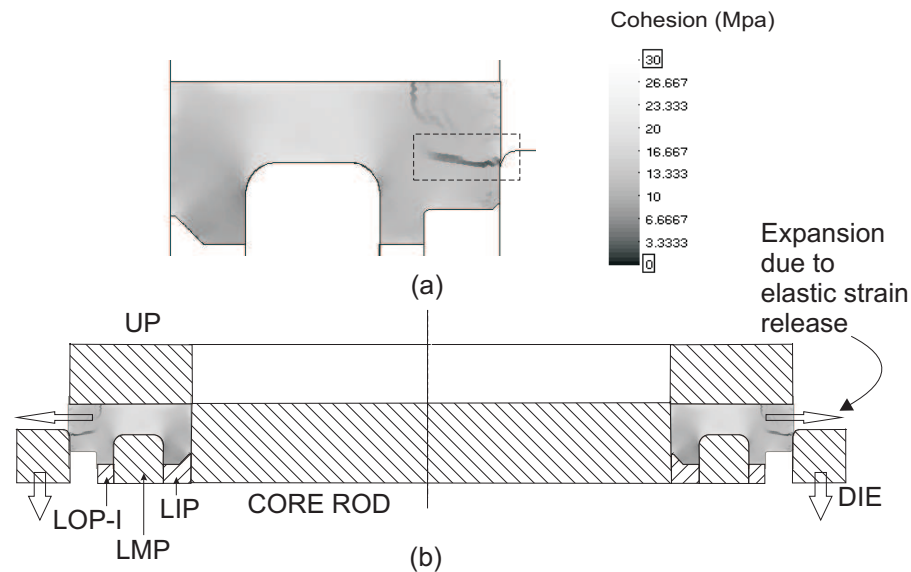 Cohesion (Mpa)
30
26.667
23.333
20
16.667
13.333
10
6.6667
3.3333
0
(a)
Expansion
due to
elastic strain
release
UP
LOP-I
LMP
LIP
CORE ROD
DIE
(b)